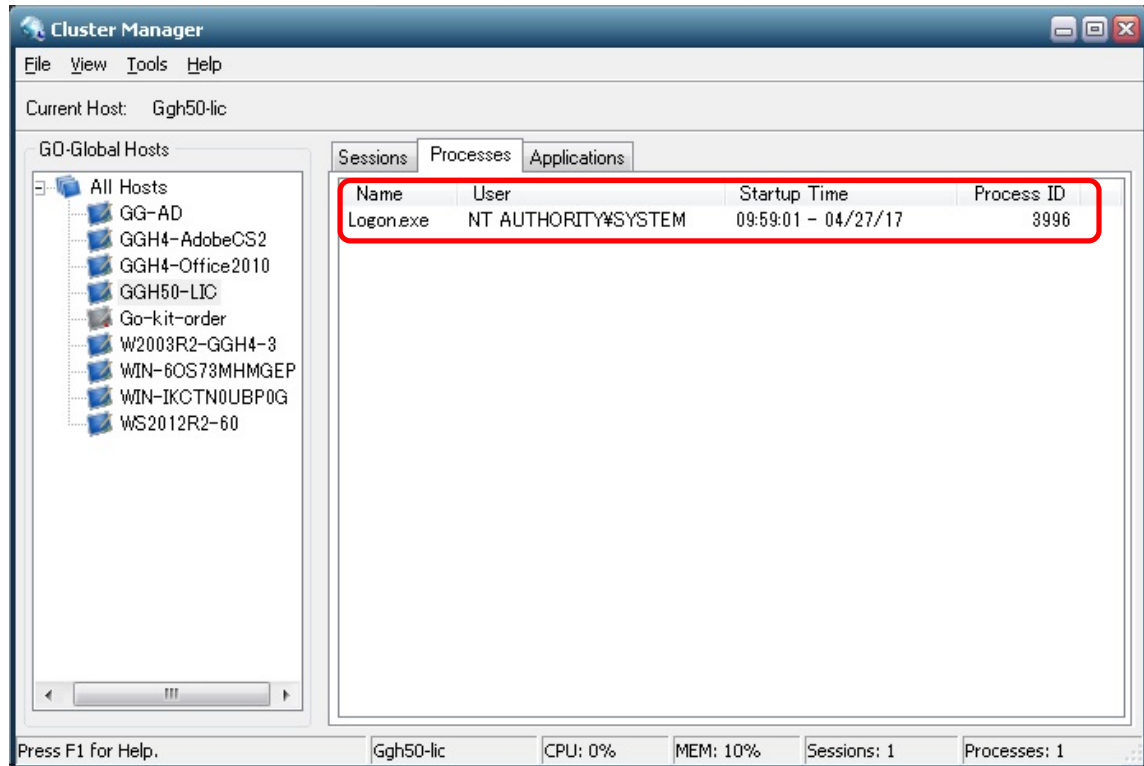 Cluster Manager
File View Tools Help
Current Host: Ggh50-lic
GO-Global Hosts
All Hosts
GG-AD
GGH4-AdobeCS2
GGH4-Office2010
GGH50-LIC
Go-kit-order
W2003R2-GGH4-3
WIN-6OS73MHMGEP
WIN-IKCTN0UBP0G
WS2012R2-60
Sessions Processes Applications
Name User Startup Time Process ID
Logon.exe NT AUTHORITY¥SYSTEM 09:59:01 - 04/27/17 3996
Press F1 for Help. Ggh50-lic CPU: 0% MEM: 10% Sessions: 1 Processes: 1